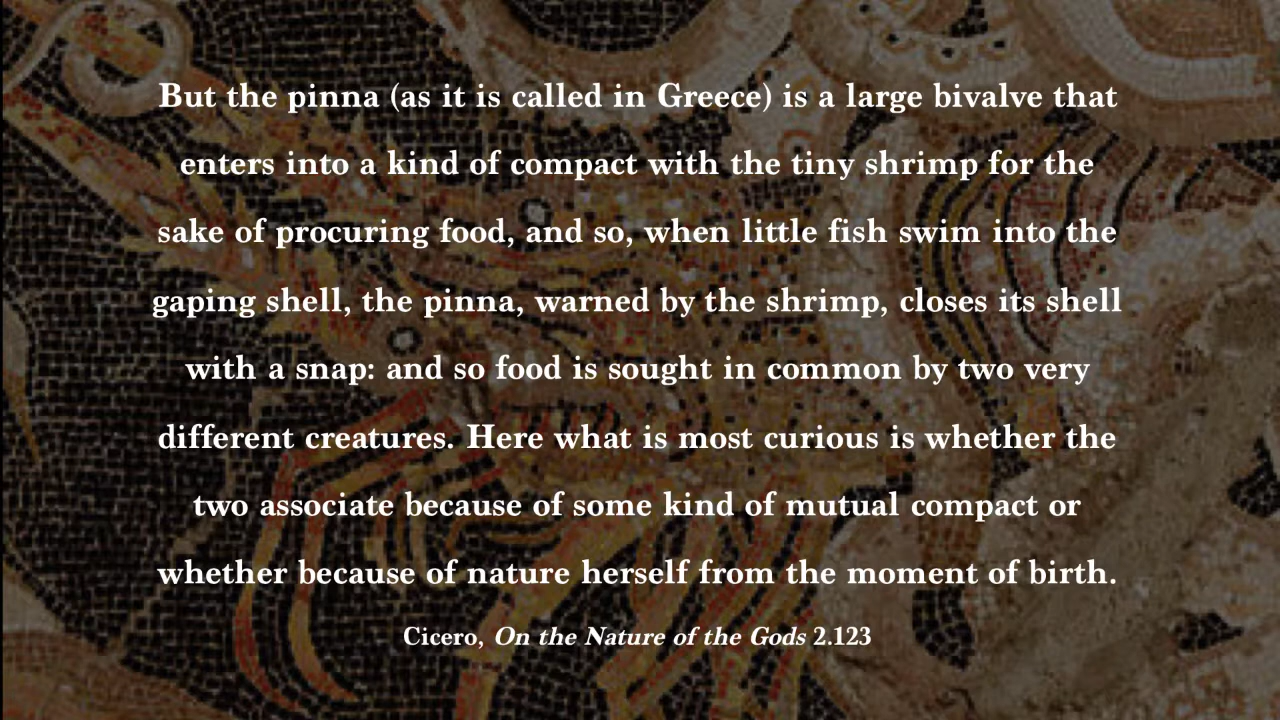 But the pinna (as it is called in Greece) is a large bivalve that
enters into a kind of compact with the tiny shrimp for the
sake of procuring food, and so, when little fish swim into the
gaping shell, the pinna, warned by the shrimp, closes its shell
with a snap: and so food is sought in common by two very
different creatures. Here what is most curious is whether the
two associate because of some kind of mutual compact or
whether because of nature herself from the moment of birth.
Cicero, On the Nature of the Gods 2.123